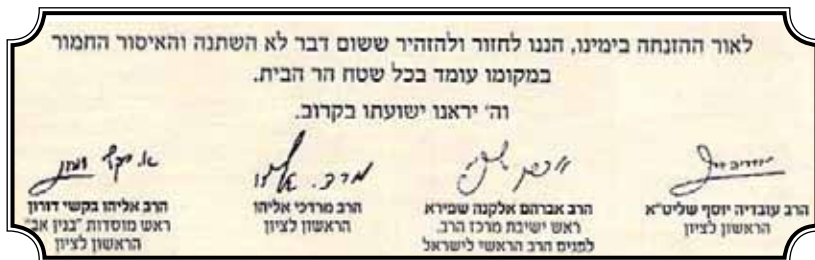 לאור ההזנחה בימינו, הננו לחזור ולהזהיר ששום דבר לא השתנה והאיסור החמור
במקומו עומד בכל שטח הר הבית.
וה' יראנו ישועתו בקרוב.
הרב עובדיה יוסף שליט"א
הראשון לציון
הרב אברהם אלקנה שפירא
ראש ישיבת מרכז הרב.
לפנים הרב הראשי לישראל
הרב מרדכי אליהו
הראשון לציון
הרב אליהו בקשי דורון
ראש מוסדות "בנין אב"
הראשון לציון